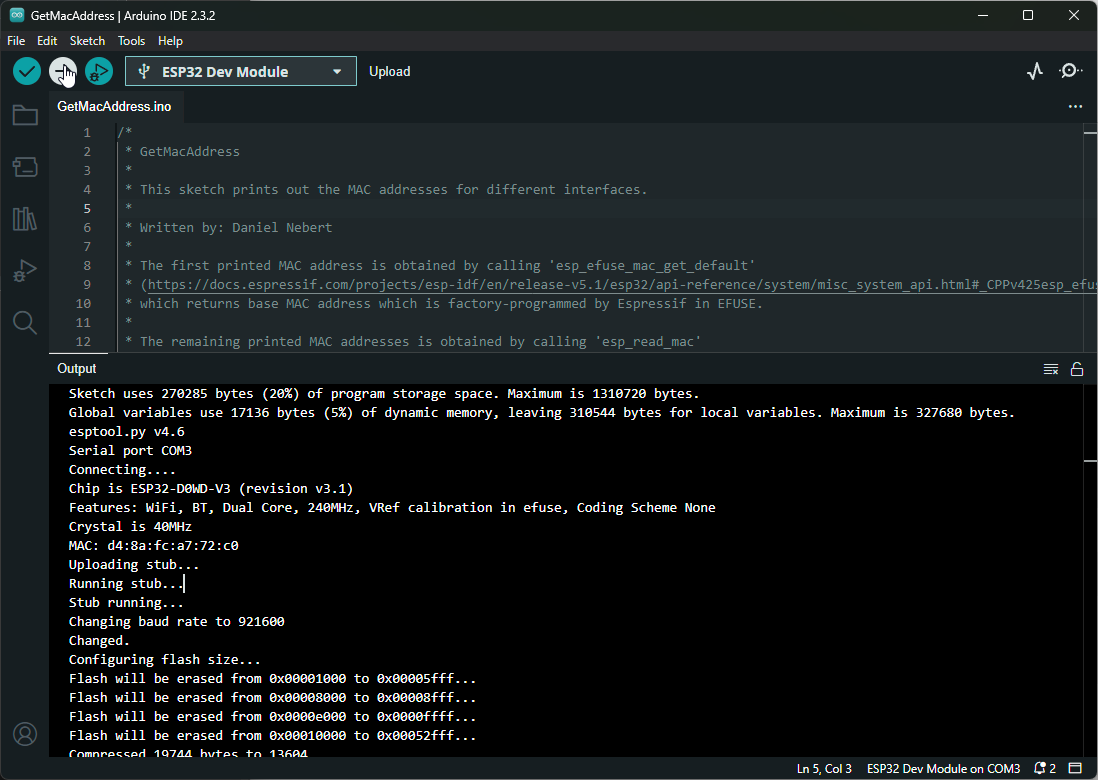 GetMacAddress | Arduino IDE 2.3.2
File Edit Sketch Tools Help
ESP32 Dev Module Upload
GetMacAddress.ino
1 /*
2 * GetMacAddress
3 *
4 * This sketch prints out the MAC addresses for different interfaces.
5 *
6 * Written by: Daniel Nebert
7 *
8 * The first printed MAC address is obtained by calling 'esp_efuse_mac_get_default'
9 * (https://docs.espressif.com/projects/esp-idf/en/release-v5.1/esp32/api-reference/system/misc_system_api.html#_CPPv425esp_efus
10 * which returns base MAC address which is factory-programmed by Espressif in EFUSE.
11 *
12 * The remaining printed MAC addresses is obtained by calling 'esp_read_mac'
Output
Sketch uses 270285 bytes (20%) of program storage space. Maximum is 1310720 bytes.
Global variables use 17136 bytes (5%) of dynamic memory, leaving 310544 bytes for local variables. Maximum is 327680 bytes.
esptool.py v4.6
Serial port COM3
Connecting....
Chip is ESP32-D0WD-V3 (revision v3.1)
Features: WiFi, BT, Dual Core, 240MHz, VRef calibration in efuse, Coding Scheme None
Crystal is 40MHz
MAC: d4:8a:fc:a7:72:c0
Uploading stub...
Running stub...
Stub running...
Changing baud rate to 921600
Changed.
Configuring flash size...
Flash will be erased from 0x00001000 to 0x00005fff...
Flash will be erased from 0x00008000 to 0x00008fff...
Flash will be erased from 0x0000e000 to 0x0000ffff...
Flash will be erased from 0x00010000 to 0x00052fff...
Compressed 19744 bytes to 13604
Ln 5, Col 3 ESP32 Dev Module on COM3 2